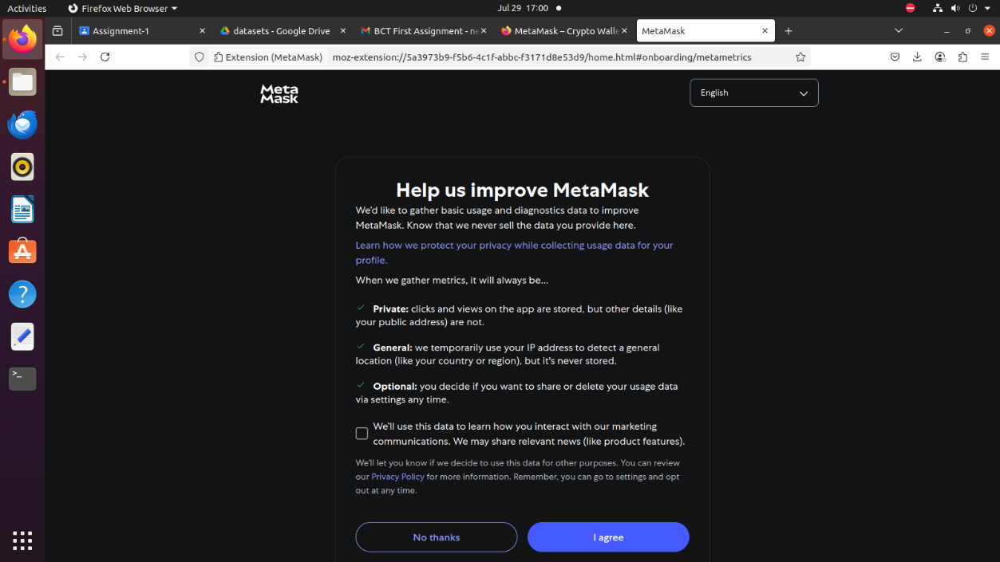 Activities
Firefox Web Browser
Jul 29 17:00
Assignment-1
datasets - Google Drive
BCT First Assignment - ne
MetaMask – Crypto Walle
MetaMask
Extension (MetaMask)
moz-extension://5a3973b9-f5b6-4c1f-abbc-f3171d8e53d9/home.html#onboarding/metametrics
Meta
Mask
English
Help us improve MetaMask
We'd like to gather basic usage and diagnostics data to improve
MetaMask. Know that we never sell the data you provide here.
Learn how we protect your privacy while collecting usage data for your
profile.
When we gather metrics, it will always be...
Private: clicks and views on the app are stored, but other details (like
your public address) are not.
General: we temporarily use your IP address to detect a general
location (like your country or region), but it's never stored.
Optional: you decide if you want to share or delete your usage data
via settings any time.
We'll use this data to learn how you interact with our marketing
communications. We may share relevant news (like product features).
We'll let you know if we decide to use this data for other purposes. You can review
our Privacy Policy for more information. Remember, you can go to settings and opt
out at any time.
No thanks
I agree